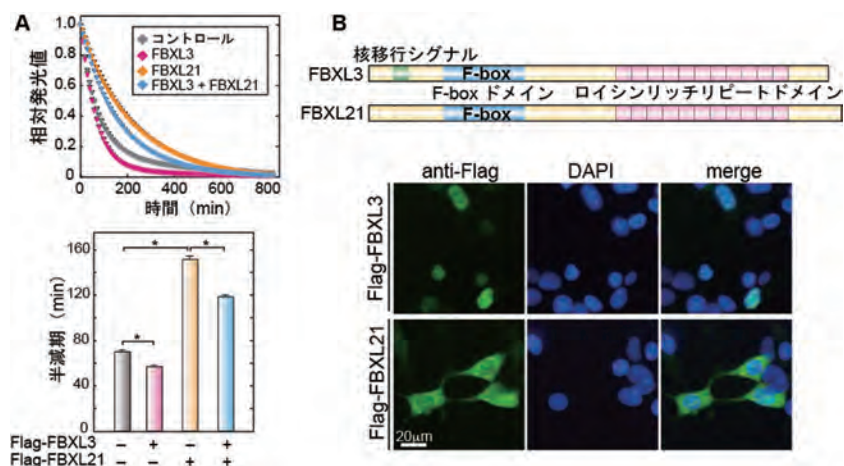 A
1.0
0.8
0.6
0.4
0.2
0
相対発光値
コントロール
FBXL3
FBXL21
FBXL3 + FBXL21
0 200 400 600 800
時間 (min)
160
120
80
40
0
半減期 (min)
* *
*
Flag-FBXL3 − + − +
Flag-FBXL21 − − + +
B
核移行シグナル
FBXL3 F-box
F-box ドメイン ロイシンリッチリピートドメイン
FBXL21 F-box
anti-Flag DAPI merge
Flag-FBXL3
Flag-FBXL21
20μm